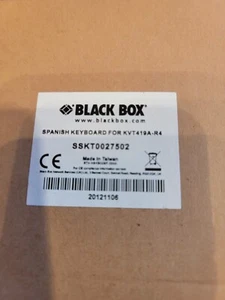 BLACK BOX
www.blackbox.com
SPANISH KEYBOARD FOR KVT419A-R4
SSKT0027502
CE
Made in Taiwan
20121106